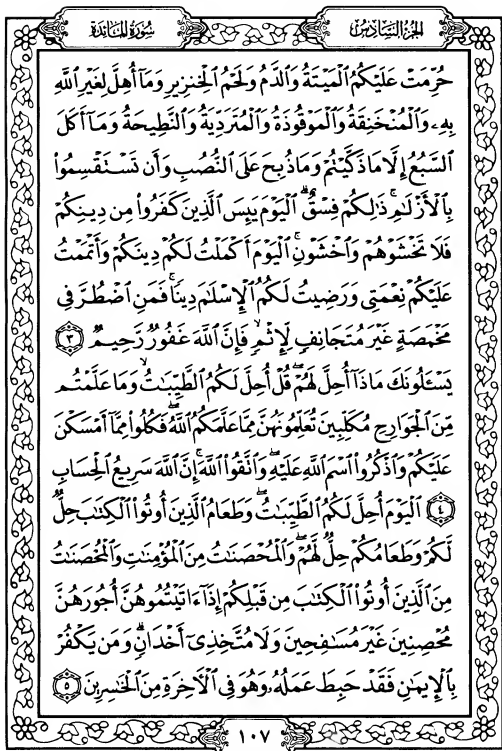 الجزء السادس
سورة المائدة
حُرِّمَتْ عَلَيْكُمُ ٱلْمَيْتَةُ وَٱلدَّمُ وَلَحْمُ ٱلْخِنزِيرِ وَمَآ أُهِلَّ لِغَيْرِ ٱللَّهِ
بِهِۦ وَٱلْمُنْخَنِقَةُ وَٱلْمَوْقُوذَةُ وَٱلْمُتَرَدِّيَةُ وَٱلنَّطِيحَةُ وَمَآ أَكَلَ
ٱلسَّبُعُ إِلَّا مَا ذَكَّيْتُمْ وَمَا ذُبِحَ عَلَى ٱلنُّصُبِ وَأَن تَسْتَقْسِمُوا۟
بِٱلْأَزْلَٰمِ ۚ ذَٰلِكُمْ فِسْقٌ ۗ ٱلْيَوْمَ يَئِسَ ٱلَّذِينَ كَفَرُوا۟ مِن دِينِكُمْ
فَلَا تَخْشَوْهُمْ وَٱخْشَوْنِ ۚ ٱلْيَوْمَ أَكْمَلْتُ لَكُمْ دِينَكُمْ وَأَتْمَمْتُ
عَلَيْكُمْ نِعْمَتِى وَرَضِيتُ لَكُمُ ٱلْإِسْلَٰمَ دِينًا ۚ فَمَنِ ٱضْطُرَّ فِى
مَخْمَصَةٍ غَيْرَ مُتَجَانِفٍ لِّإِثْمٍ ۙ فَإِنَّ ٱللَّهَ غَفُورٌ رَّحِيمٌ ٣
يَسْـَٔلُونَكَ مَاذَآ أُحِلَّ لَهُمْ ۖ قُلْ أُحِلَّ لَكُمُ ٱلطَّيِّبَٰتُ ۙ وَمَا عَلَّمْتُم
مِّنَ ٱلْجَوَارِحِ مُكَلِّبِينَ تُعَلِّمُونَهُنَّ مِمَّا عَلَّمَكُمُ ٱللَّهُ ۖ فَكُلُوا۟ مِمَّآ أَمْسَكْنَ
عَلَيْكُمْ وَٱذْكُرُوا۟ ٱسْمَ ٱللَّهِ عَلَيْهِ ۖ وَٱتَّقُوا۟ ٱللَّهَ ۚ إِنَّ ٱللَّهَ سَرِيعُ ٱلْحِسَابِ
٤ ٱلْيَوْمَ أُحِلَّ لَكُمُ ٱلطَّيِّبَٰتُ ۖ وَطَعَامُ ٱلَّذِينَ أُوتُوا۟ ٱلْكِتَٰبَ حِلٌّ
لَّكُمْ وَطَعَامُكُمْ حِلٌّ لَّهُمْ ۖ وَٱلْمُحْصَنَٰتُ مِنَ ٱلْمُؤْمِنَٰتِ وَٱلْمُحْصَنَٰتُ
مِنَ ٱلَّذِينَ أُوتُوا۟ ٱلْكِتَٰبَ مِن قَبْلِكُمْ إِذَآ ءَاتَيْتُمُوهُنَّ أُجُورَهُنَّ
مُحْصِنِينَ غَيْرَ مُسَٰفِحِينَ وَلَا مُتَّخِذِىٓ أَخْدَانٍ ۗ وَمَن يَكْفُرْ
بِٱلْإِيمَٰنِ فَقَدْ حَبِطَ عَمَلُهُۥ وَهُوَ فِى ٱلْءَاخِرَةِ مِنَ ٱلْخَٰسِرِينَ ٥
١٠٧